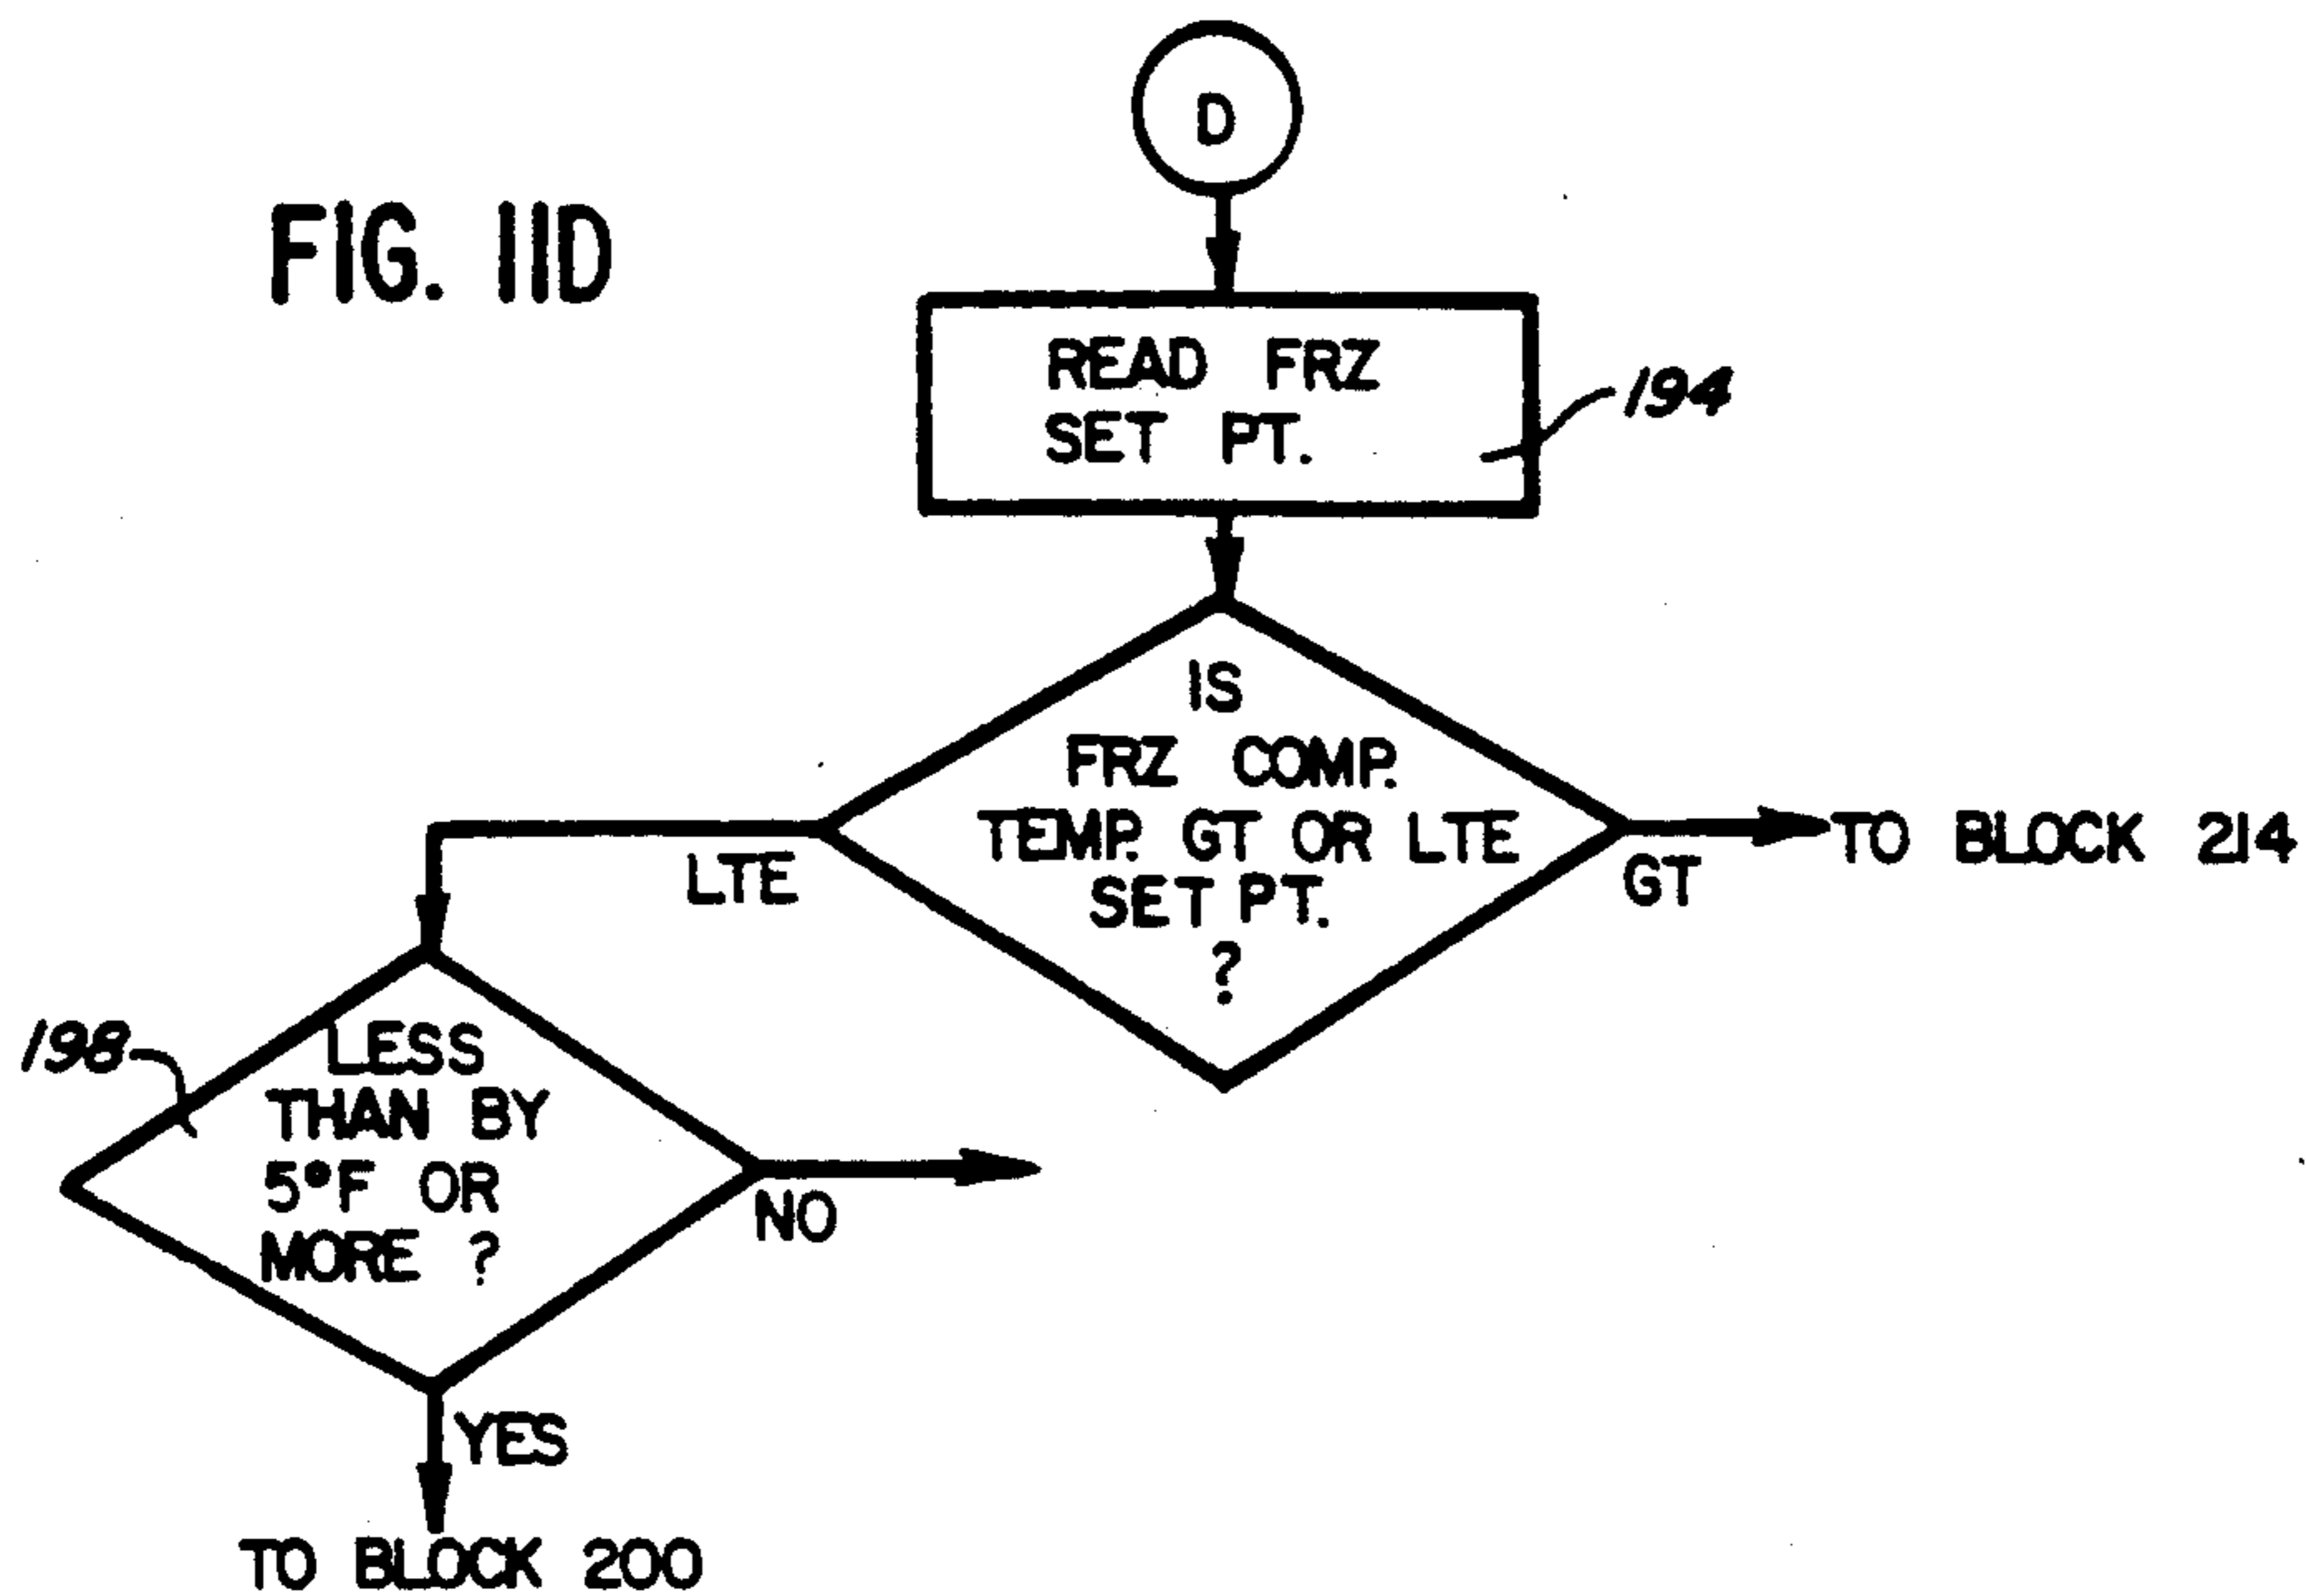 D
FIG. 11D
READ FRZ
SET PT.
194
IS
FRZ COMP.
TEMP. GT OR LTE
SET PT.
?
LTE
GT
TO BLOCK 214
198
LESS
THAN BY
5°F OR
MORE ?
NO
YES
TO BLOCK 200